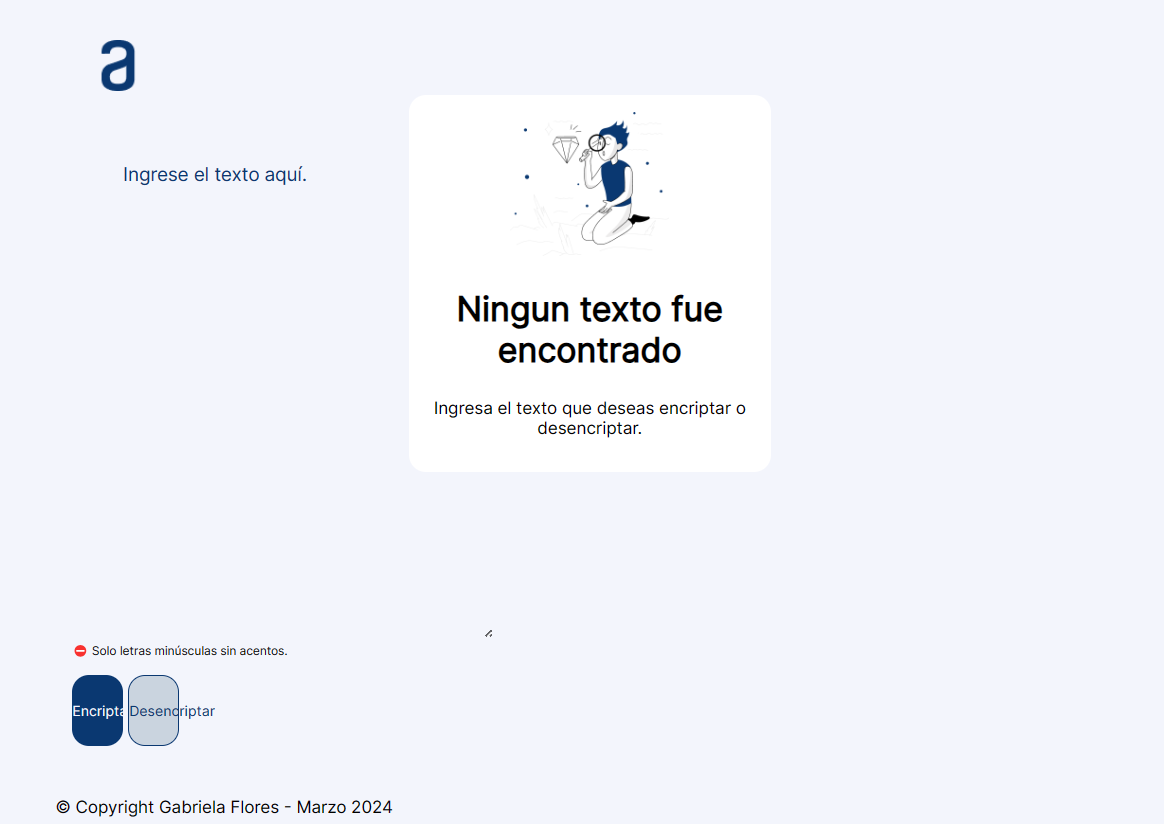 a
Ingrese el texto aquí.
Ningun texto fue
encontrado
Ingresa el texto que deseas encriptar o
desencriptar.
Solo letras minúsculas sin acentos.
Encripta
Desencriptar
© Copyright Gabriela Flores - Marzo 2024